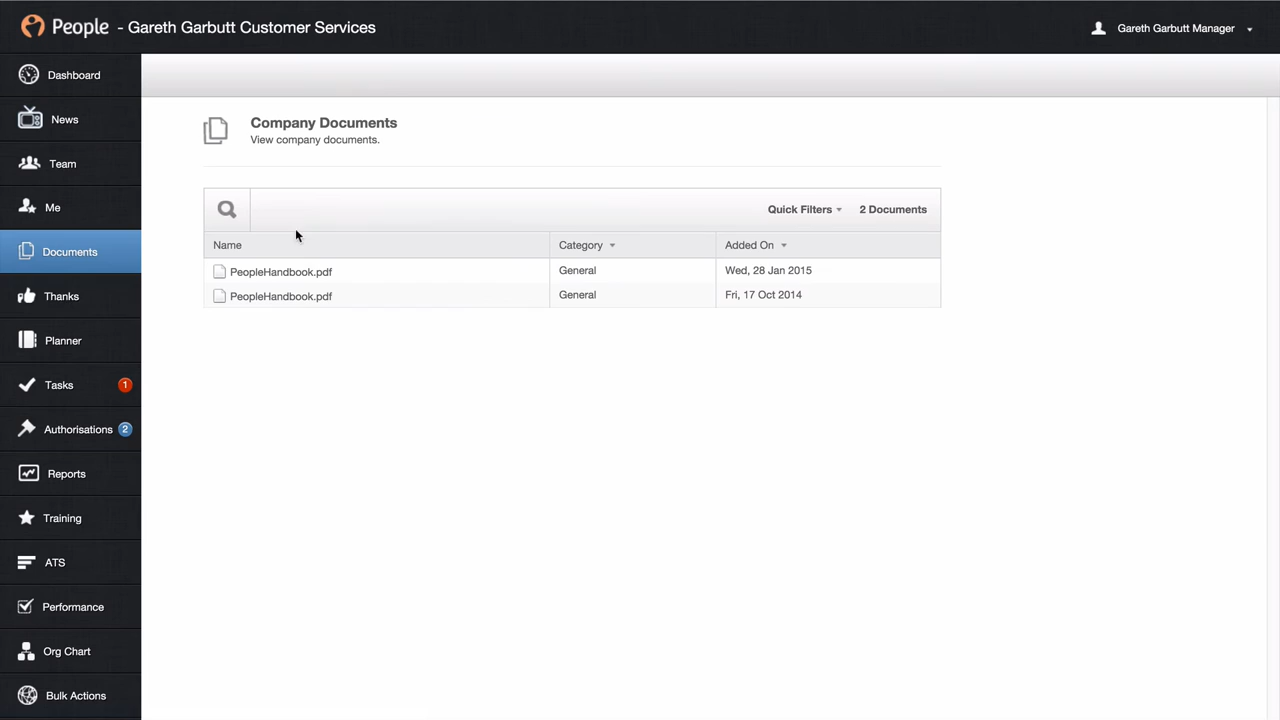 People - Gareth Garbutt Customer Services
Gareth Garbutt Manager
Dashboard
News
Team
Me
Documents
Thanks
Planner
Tasks 1
Authorisations 2
Reports
Training
ATS
Performance
Org Chart
Bulk Actions
Company Documents
View company documents.
Quick Filters 2 Documents
Name Category Added On
PeopleHandbook.pdf General Wed, 28 Jan 2015
PeopleHandbook.pdf General Fri, 17 Oct 2014